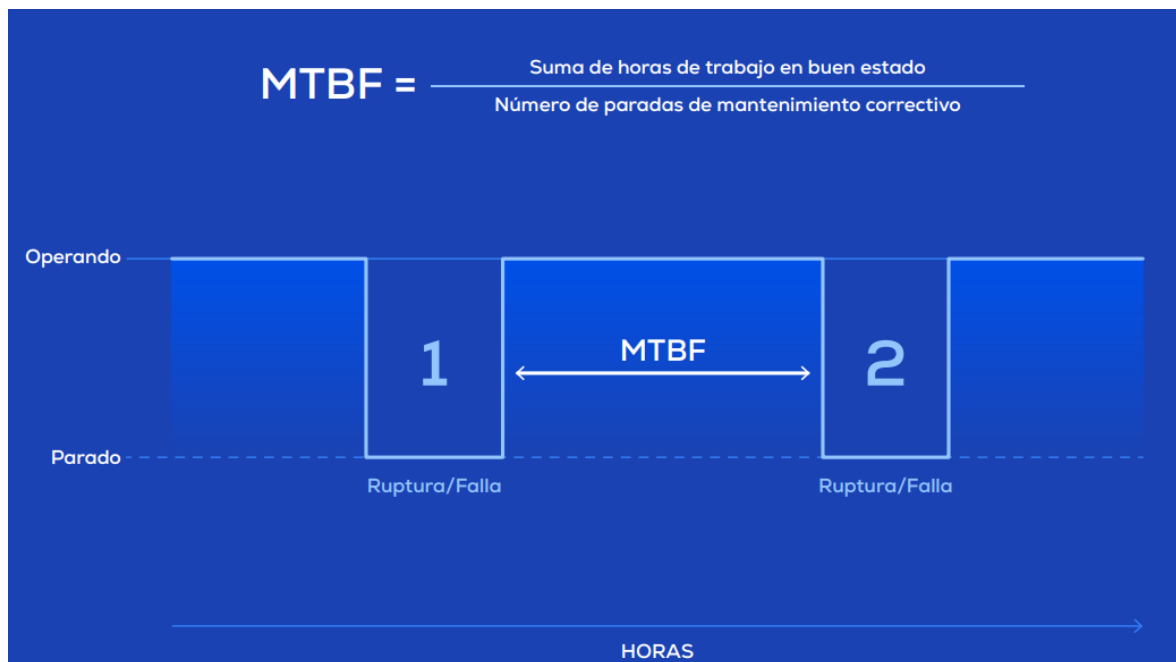 Suma de horas de trabajo en buen estado
MTBF =
Número de paradas de mantenimiento correctivo
Operando
1
MTBF
2
Parado
Ruptura/Falla
Ruptura/Falla
HORAS